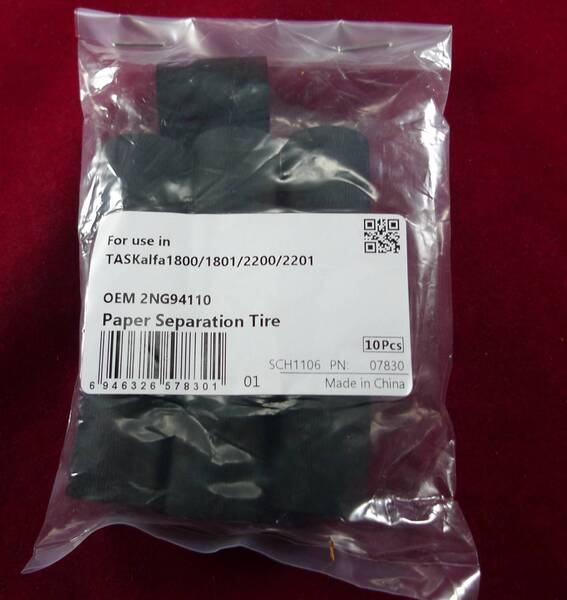 For use in
TASKalfa1800/1801/2200/2201
OEM 2NG94110
Paper Separation Tire
10Pcs
SCH1106 PN: 07830
6 946326 578301 01
Made in China